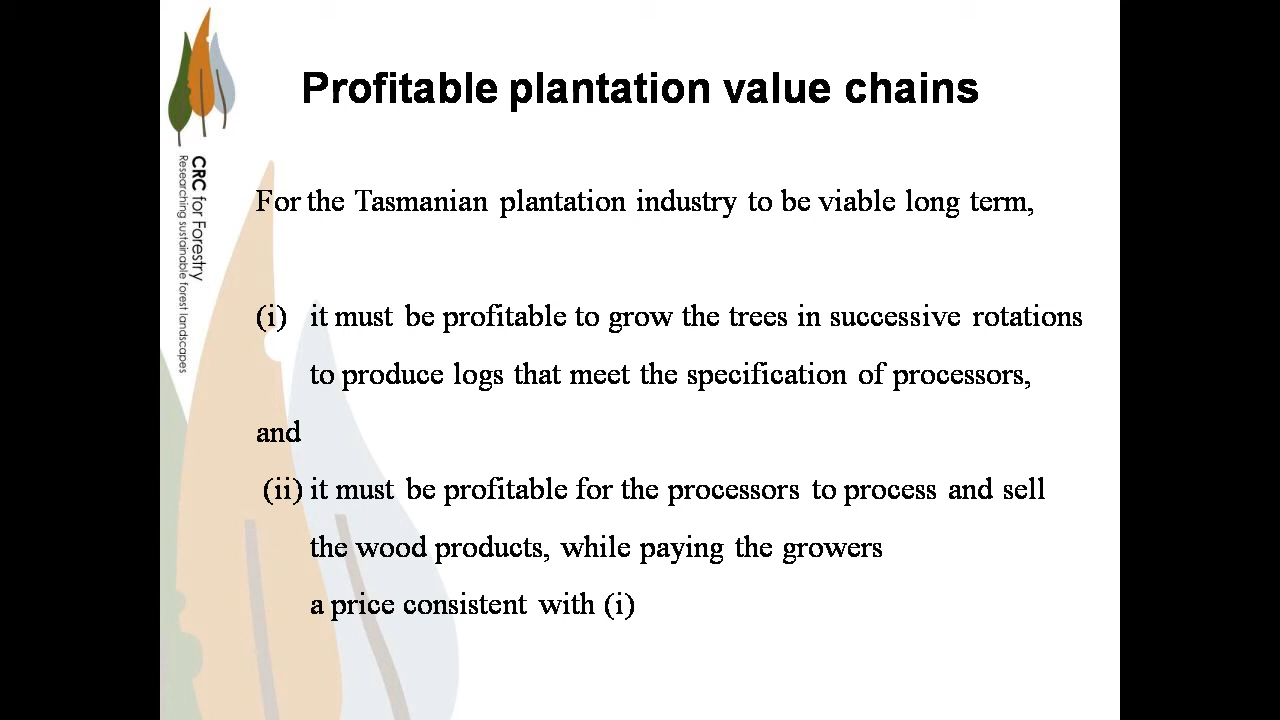 Profitable plantation value chains
CRC for Forestry
Researching sustainable forest landscapes
For the Tasmanian plantation industry to be viable long term,
(i) it must be profitable to grow the trees in successive rotations
to produce logs that meet the specification of processors,
and
(ii) it must be profitable for the processors to process and sell
the wood products, while paying the growers
a price consistent with (i)